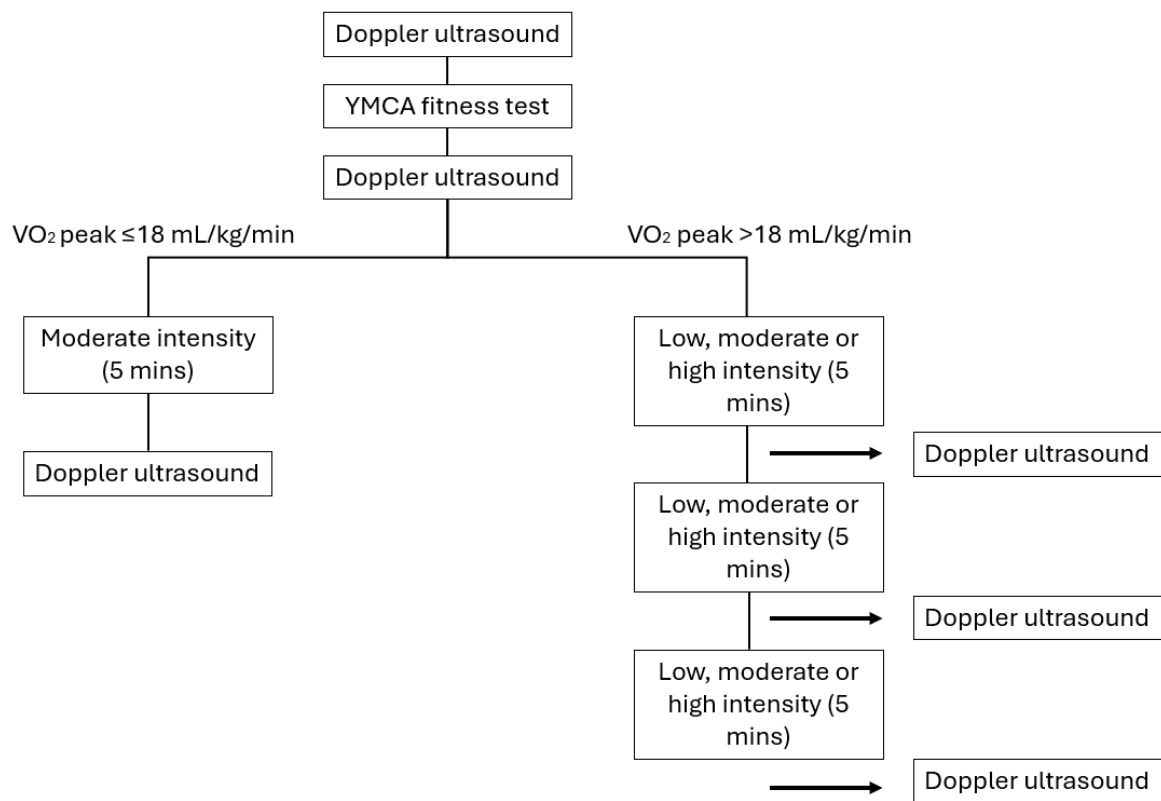 Doppler ultrasound
YMCA fitness test
Doppler ultrasound
VO₂ peak ≤18 mL/kg/min
VO₂ peak >18 mL/kg/min
Moderate intensity
(5 mins)
Doppler ultrasound
Low, moderate or
high intensity (5
mins)
Doppler ultrasound
Low, moderate or
high intensity (5
mins)
Doppler ultrasound
Low, moderate or
high intensity (5
mins)
Doppler ultrasound